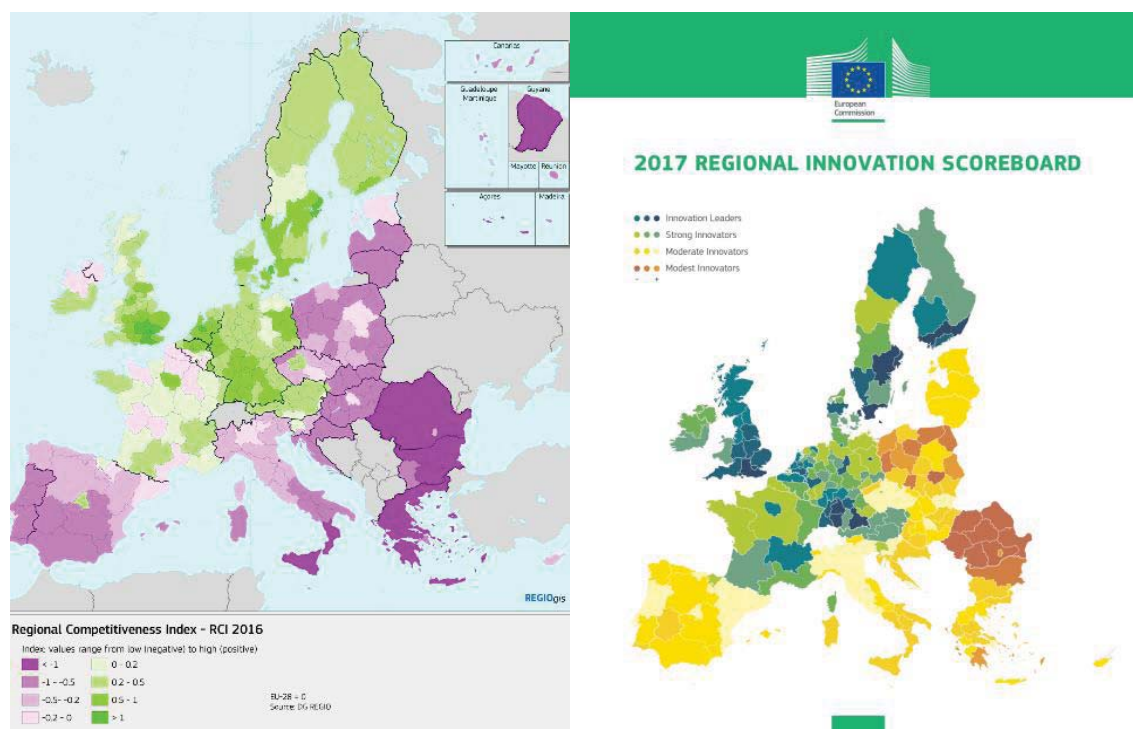 Canarias
Guadeloupe
Martinique
Guyane
Mayotte
Reunion
Açores
Madeira
REGIOgis
Regional Competitiveness Index - RCI 2016
Index: values range from low (negative) to high (positive)
< -1
-1 - -0.5
-0.5- -0.2
-0.2 - 0
0 - 0.2
0.2 - 0.5
0.5 - 1
> 1
EU-28 = 0
Source: DG REGIO
European
Commission
2017 REGIONAL INNOVATION SCOREBOARD
Innovation Leaders
Strong Innovators
Moderate Innovators
Modest Innovators